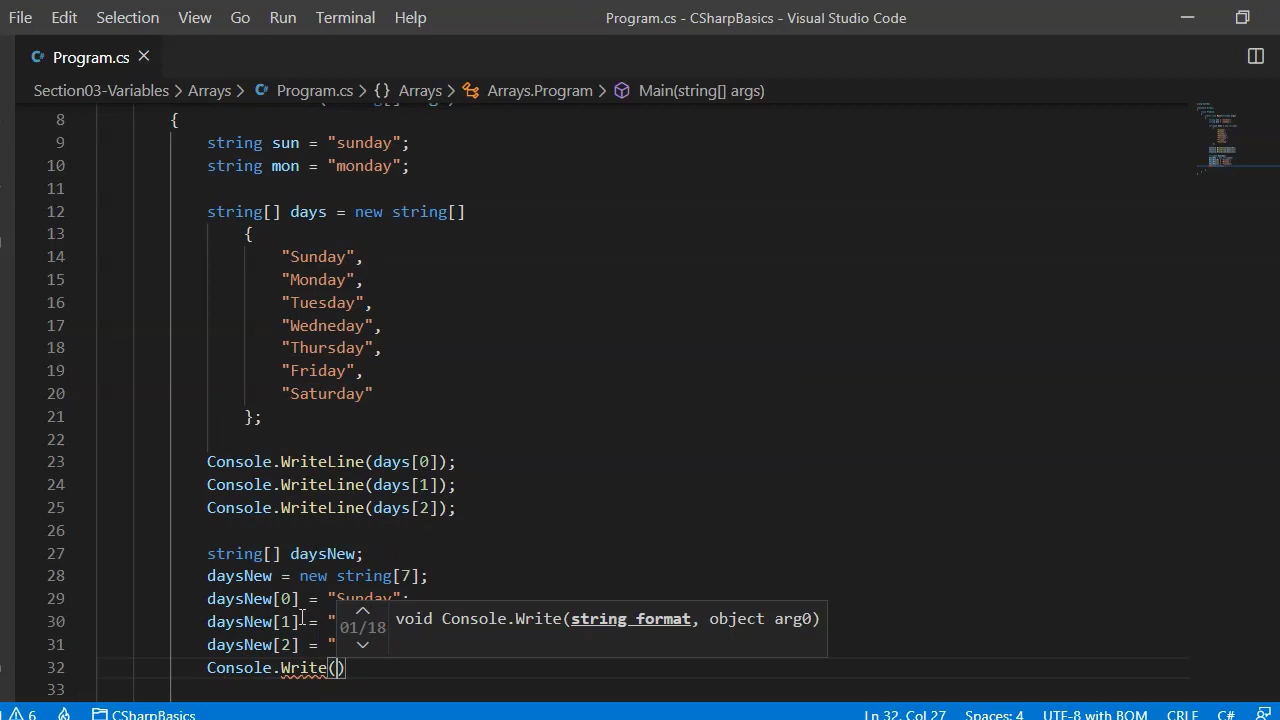 File Edit Selection View Go Run Terminal Help Program.cs - CSharpBasics - Visual Studio Code
Program.cs
Section03-Variables > Arrays > Program.cs > {} Arrays > Arrays.Program > Main(string[] args)
8 {
9 string sun = "sunday";
10 string mon = "monday";
11
12 string[] days = new string[]
13 {
14 "Sunday",
15 "Monday",
16 "Tuesday",
17 "Wedneday",
18 "Thursday",
19 "Friday",
20 "Saturday"
21 };
22
23 Console.WriteLine(days[0]);
24 Console.WriteLine(days[1]);
25 Console.WriteLine(days[2]);
26
27 string[] daysNew;
28 daysNew = new string[7];
29 daysNew[0] = "Sunday";
30 daysNew[1] = "
31 daysNew[2] = "
01/18 void Console.Write(string format, object arg0)
32 Console.Write()
33
6 CSharpBasics Ln 32, Col 27 Spaces: 4 UTF-8 with BOM CRLF C#